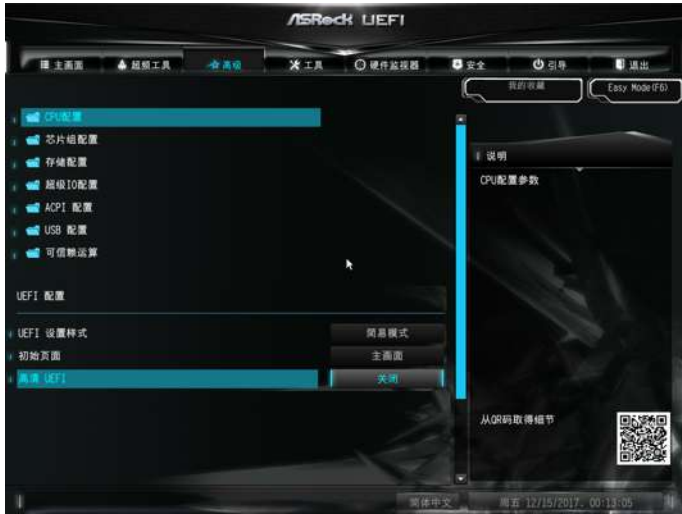 ASRock UEFI
主画面 超频工具 高级 工具 硬件监视器 安全 引导 退出
我的收藏 Easy Mode(F6)
CPU配置
芯片组配置
存储配置
超级IO配置
ACPI 配置
USB 配置
可信赖运算
UEFI 配置
UEFI 设置样式 简易模式
初始页面 主画面
高清 UEFI 关闭
说明
CPU配置参数
从QR码取得细节
简体中文 周五 12/15/2017. 00:13:05